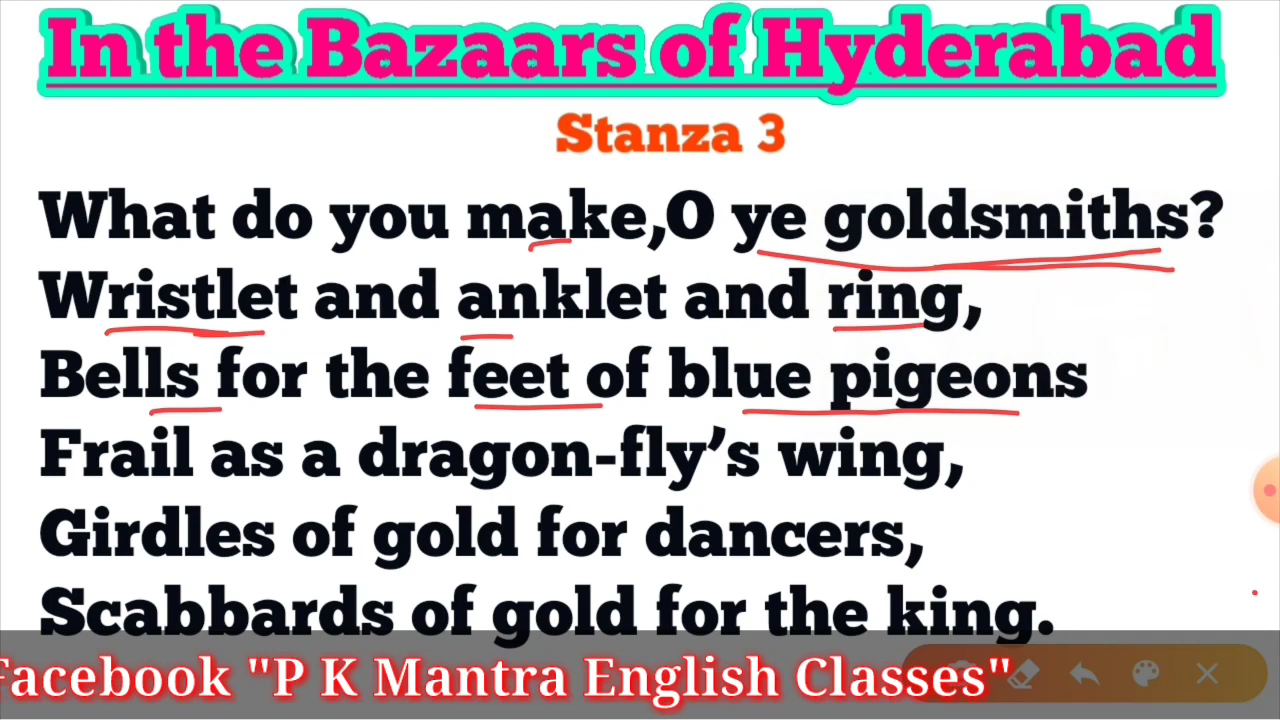 In the Bazaars of Hyderabad
Stanza 3
What do you make,O ye goldsmiths?
Wristlet and anklet and ring,
Bells for the feet of blue pigeons
Frail as a dragon-fly’s wing,
Girdles of gold for dancers,
Scabbards of gold for the king.
Facebook "P K Mantra English Classes"